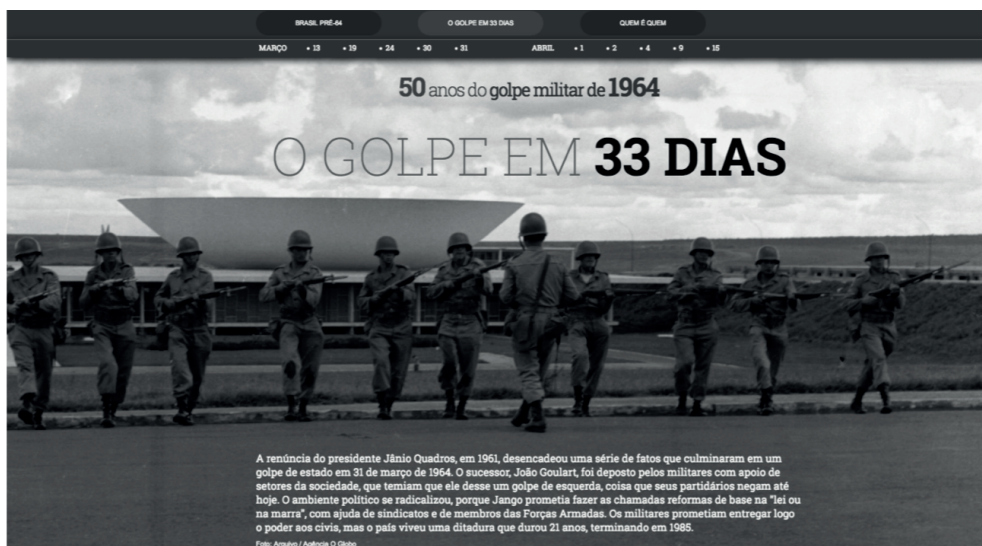 BRASIL PRÉ-64 O GOLPE EM 33 DIAS QUEM É QUEM
MARÇO • 13 • 19 • 24 • 30 • 31 ABRIL • 1 • 2 • 4 • 9 • 15
50 anos do golpe militar de 1964
O GOLPE EM 33 DIAS
A renúncia do presidente Jânio Quadros, em 1961, desencadeou uma série de fatos que culminaram em um
golpe de estado em 31 de março de 1964. O sucessor, João Goulart, foi deposto pelos militares com apoio de
setores da sociedade, que temiam que ele desse um golpe de esquerda, coisa que seus partidários negam até
hoje. O ambiente político se radicalizou, porque Jango prometia fazer as chamadas reformas de base na "lei ou
na marra", com ajuda de sindicatos e de membros das Forças Armadas. Os militares prometiam entregar logo
o poder aos civis, mas o país viveu uma ditadura que durou 21 anos, terminando em 1985.
Foto: Arquivo / Agência O Globo